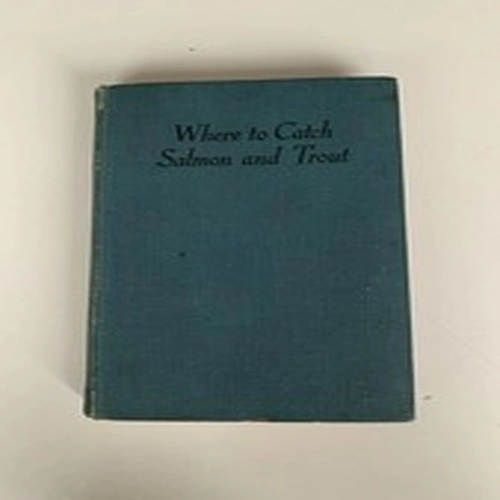 Where to Catch
Salmon and Trout